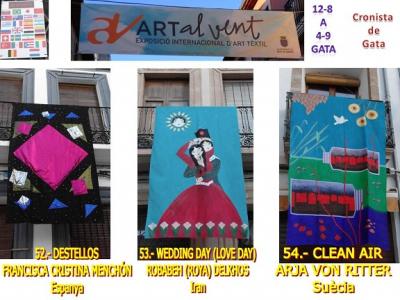 ARTal vent
EXPOSICIÓ INTERNACIONAL D'ART TÈXTIL
12-8
A
4-9
GATA
Cronista
de
Gata
52.- DESTELLOS
FRANCISCA CRISTINA MENCHÓN
Espanya
53.- WEDDING DAY (LOVE DAY)
ROBABEH (ROYA) DELKHOS
Iran
54.- CLEAN AIR
ARJA VON RITTER
Suècia